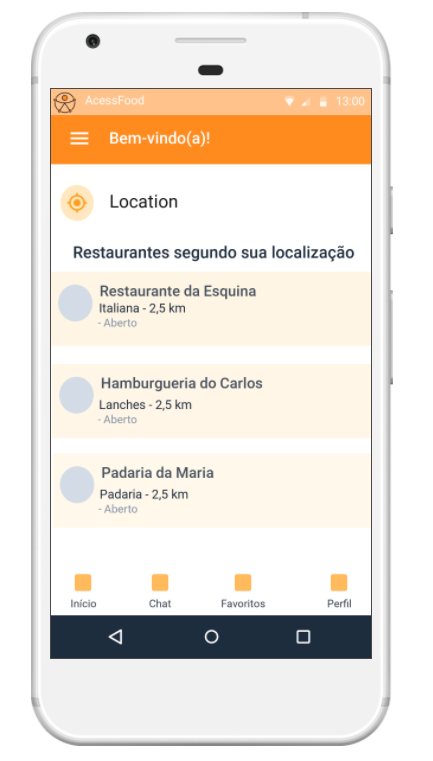 AcessFood 13:00
Bem-vindo(a)!
Location
Restaurantes segundo sua localização
Restaurante da Esquina
Italiana - 2,5 km
- Aberto
Hamburgueria do Carlos
Lanches - 2,5 km
- Aberto
Padaria da Maria
Padaria - 2,5 km
- Aberto
Início Chat Favoritos Perfil